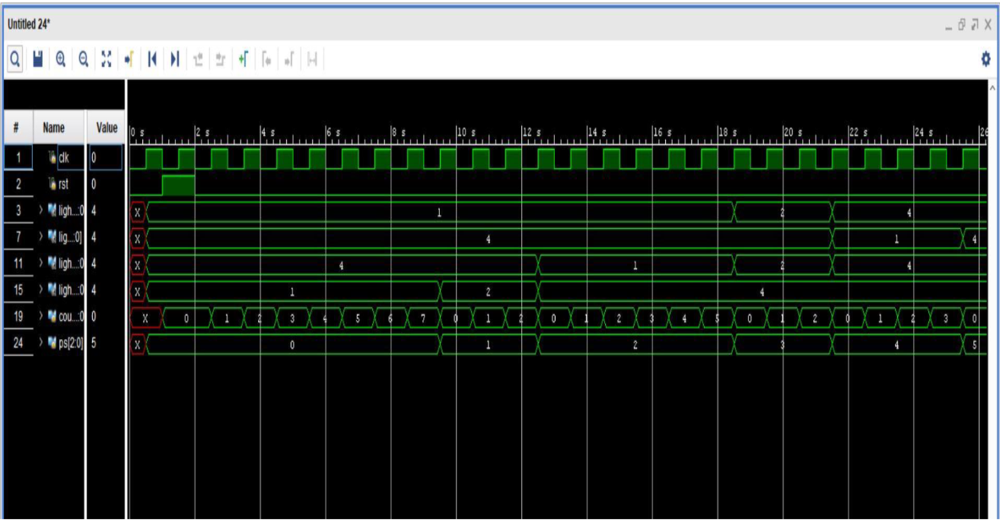 Untitled 24*
# Name Value
0 s 2 s 4 s 6 s 8 s 10 s 12 s 14 s 16 s 18 s 20 s 22 s 24 s 26
1 clk 0
2 rst 0
3 > ligh...:0 4 X 1 2 4
7 > lig...:0] 4 X 4 1 4
11 > ligh...:0 4 X 4 1 2 4
15 > ligh...:0 4 X 1 2 4
19 > cou...:0 0 X 0 1 2 3 4 5 6 7 0 1 2 0 1 2 3 4 5 0 1 2 0 1 2 3 0
24 > ps[2:0] 5 X 0 1 2 3 4 5